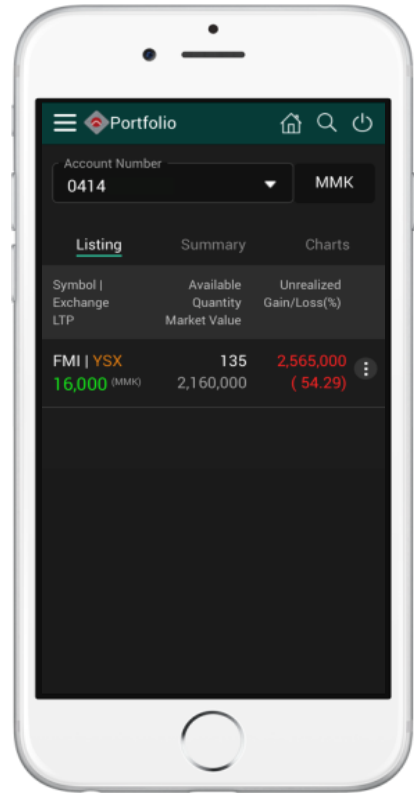 Portfolio
Account Number
0414
MMK
Listing Summary Charts
Symbol | Available Unrealized
Exchange Quantity Gain/Loss(%)
LTP Market Value
FMI | YSX 135 2,565,000
16,000 (MMK) 2,160,000 ( 54.29)